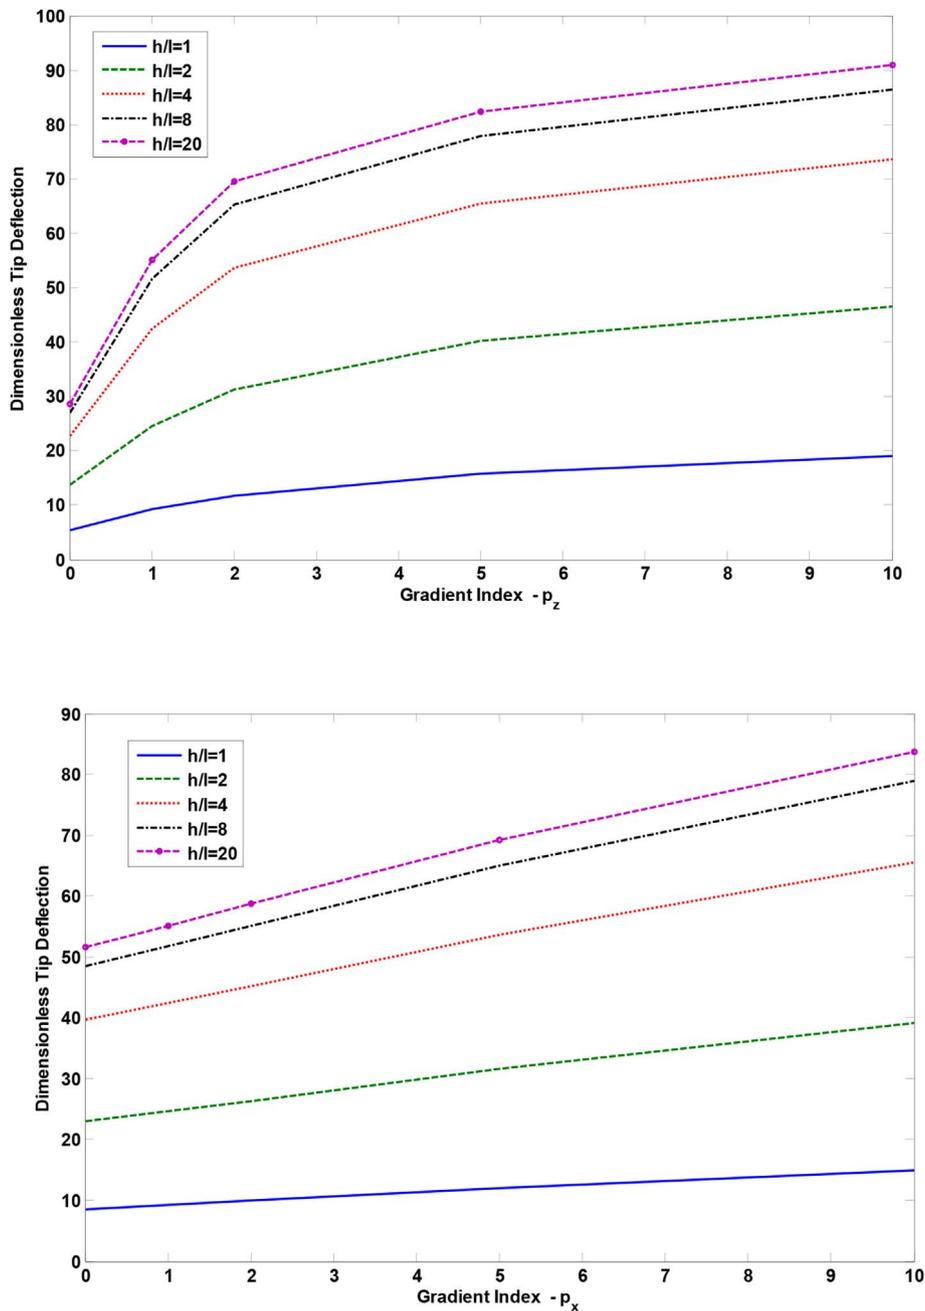 100
90
80
70
60
50
40
30
20
10
0
h/l=1
h/l=2
h/l=4
h/l=8
h/l=20
Dimensionless Tip Deflection
0 1 2 3 4 5 6 7 8 9 10
Gradient Index - pz
90
80
70
60
50
40
30
20
10
0
h/l=1
h/l=2
h/l=4
h/l=8
h/l=20
Dimensionless Tip Deflection
0 1 2 3 4 5 6 7 8 9 10
Gradient Index - px